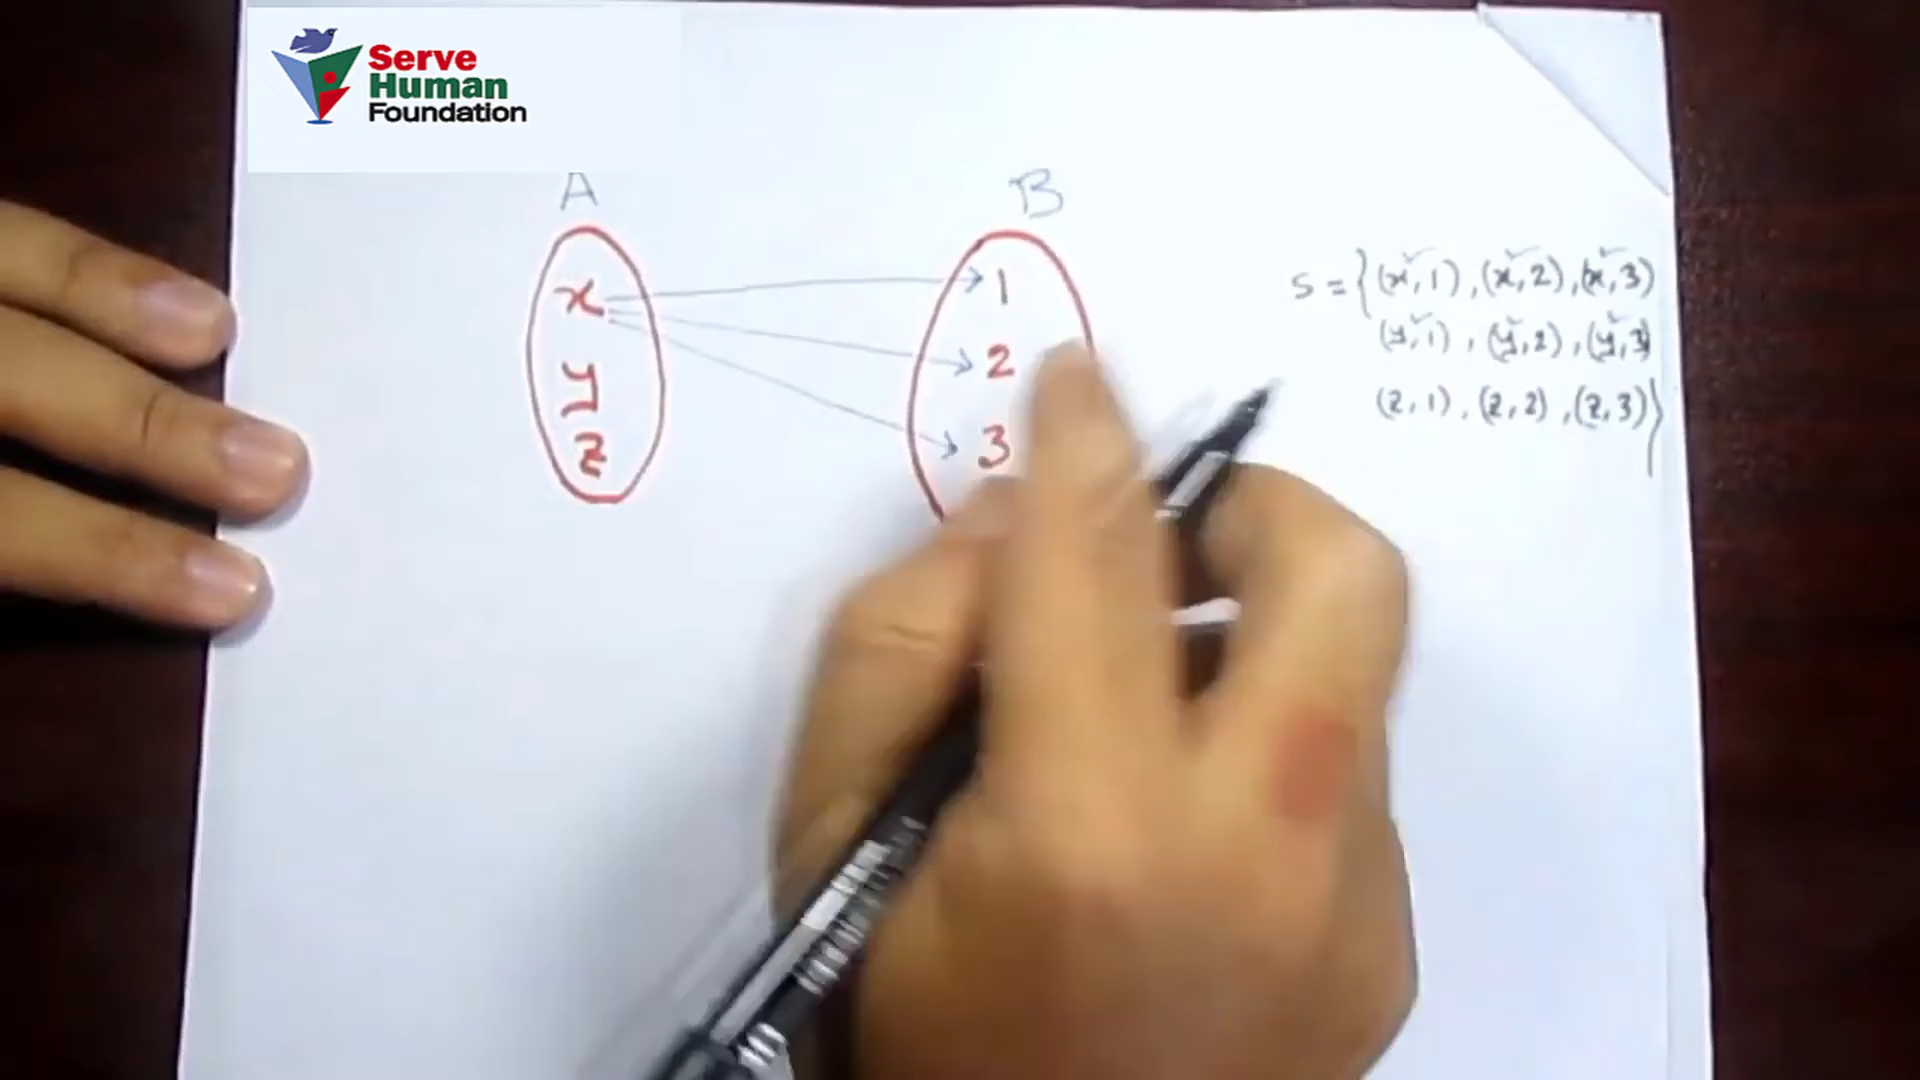 Serve
Human
Foundation
A
B
x
y
z
1
2
3
S = {(x, 1), (x, 2), (x, 3)
(y, 1), (y, 2), (y, 3)
(z, 1), (z, 2), (z, 3)}